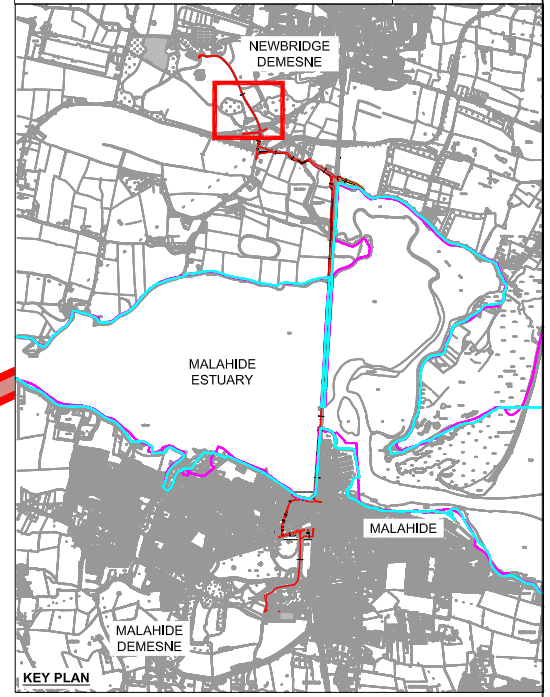 NEWBRIDGE
DEMESNE
MALAHIDE
ESTUARY
MALAHIDE
MALAHIDE
DEMESNE
KEY PLAN